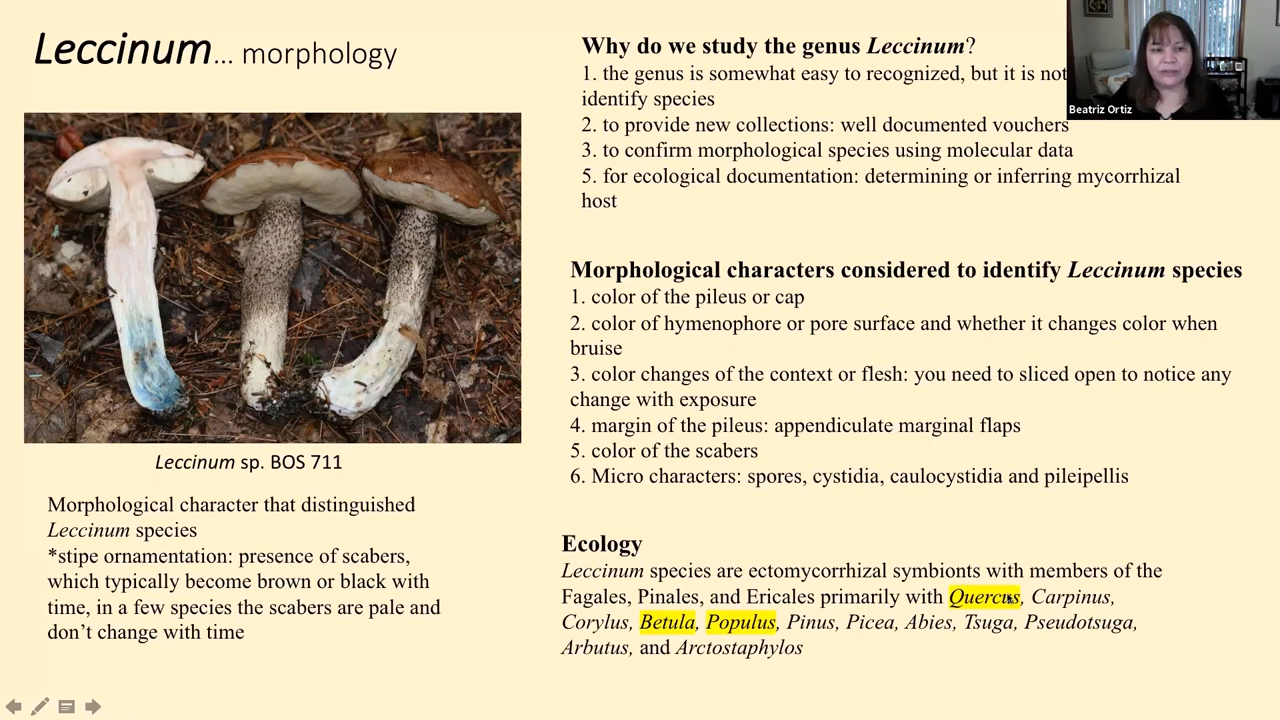 Leccinum... morphology
Leccinum sp. BOS 711
Morphological character that distinguished
Leccinum species
*stipe ornamentation: presence of scabers,
which typically become brown or black with
time, in a few species the scabers are pale and
don’t change with time
Why do we study the genus Leccinum?
1. the genus is somewhat easy to recognized, but it is not
identify species
2. to provide new collections: well documented vouchers
3. to confirm morphological species using molecular data
5. for ecological documentation: determining or inferring mycorrhizal
host
Beatriz Ortiz
Morphological characters considered to identify Leccinum species
1. color of the pileus or cap
2. color of hymenophore or pore surface and whether it changes color when
bruise
3. color changes of the context or flesh: you need to sliced open to notice any
change with exposure
4. margin of the pileus: appendiculate marginal flaps
5. color of the scabers
6. Micro characters: spores, cystidia, caulocystidia and pileipellis
Ecology
Leccinum species are ectomycorrhizal symbionts with members of the
Fagales, Pinales, and Ericales primarily with Quercus, Carpinus,
Corylus, Betula, Populus, Pinus, Picea, Abies, Tsuga, Pseudotsuga,
Arbutus, and Arctostaphylos